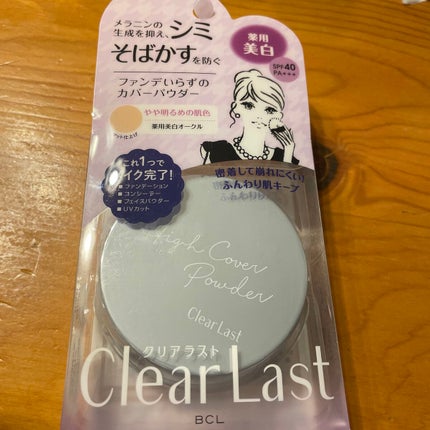 メラニンの
生成を抑え、シミ
そばかすを防ぐ
ファンデいらずの
カバーパウダー
薬用
美白
SPF40
PA+++
やや明るめの肌色
薬用美白オークル
マット仕上げ
これ1つで
メイク完了!
■ファンデーション
■コンシーラー
■フェイスパウダー
■UVカット
密着して崩れにくい!
ふんわり肌キープ
High Cover
Powder
Clear Last
クリアラスト
Clear Last
BCL